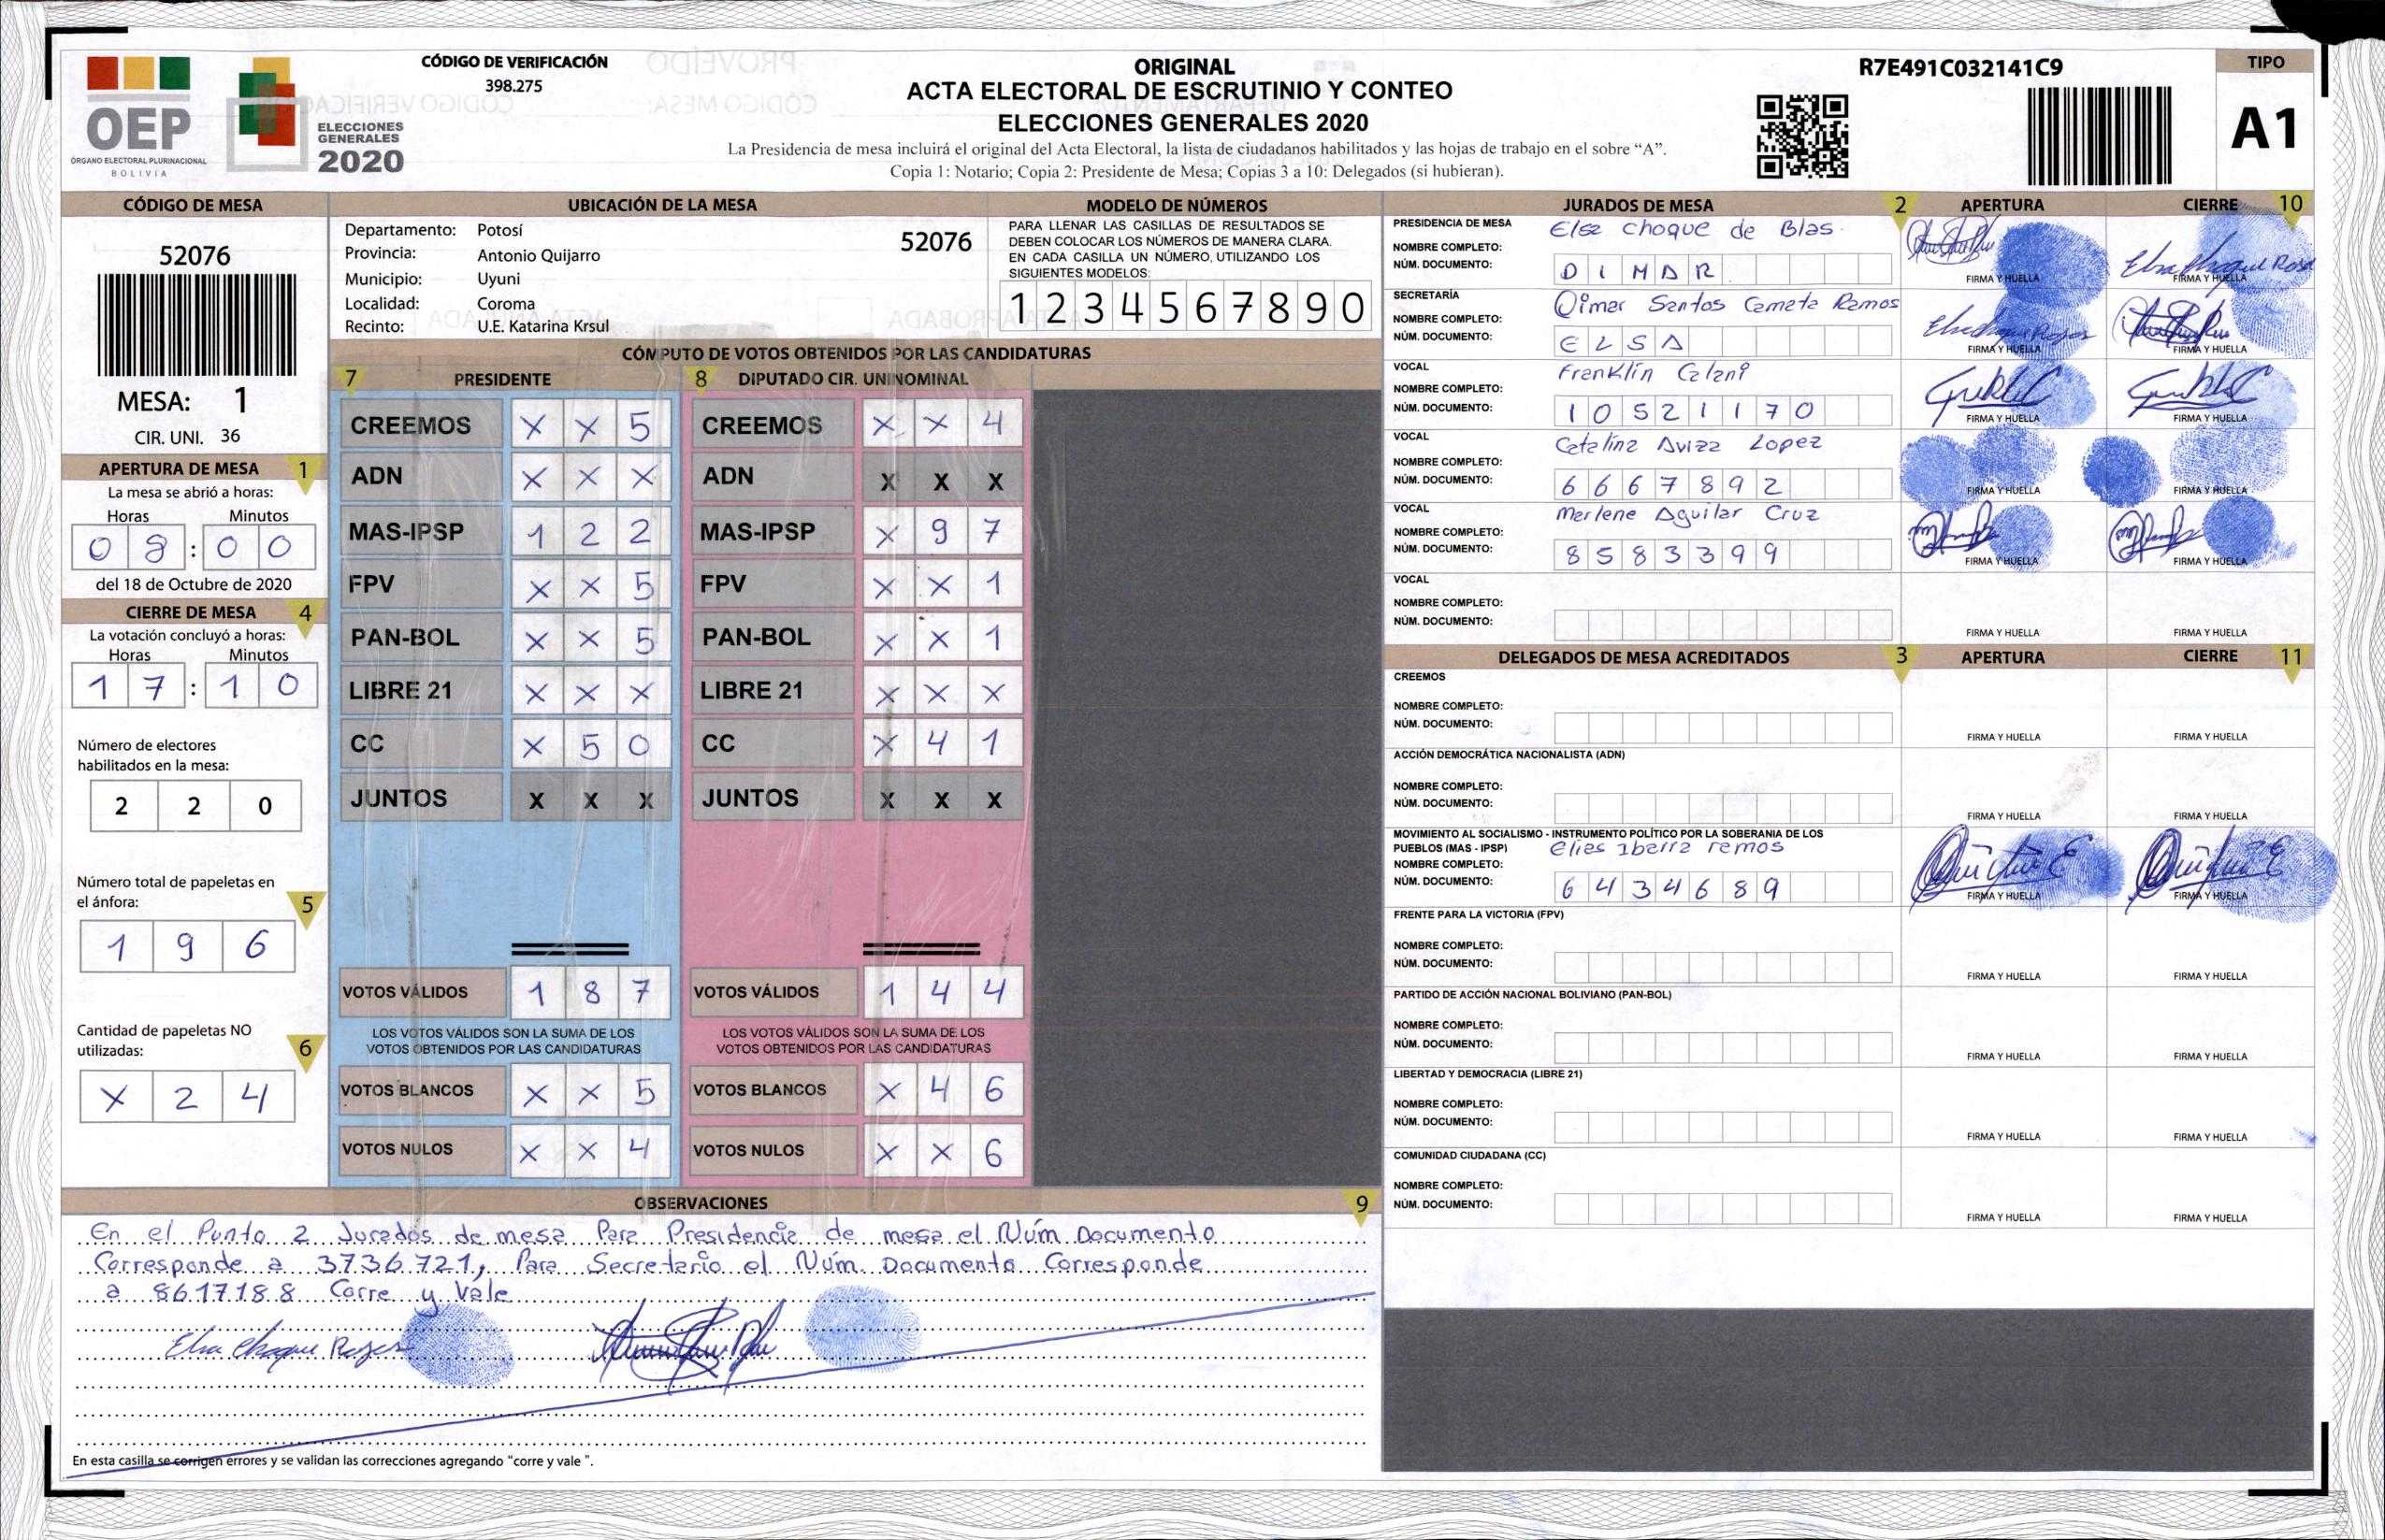 OEP
ÓRGANO ELECTORAL PLURINACIONAL
BOLIVIA
ELECCIONES
GENERALES
2020
CÓDIGO DE VERIFICACIÓN
398.275
ORIGINAL
ACTA ELECTORAL DE ESCRUTINIO Y CONTEO
ELECCIONES GENERALES 2020
La Presidencia de mesa incluirá el original del Acta Electoral, la lista de ciudadanos habilitados y las hojas de trabajo en el sobre “A”.
Copia 1: Notario; Copia 2: Presidente de Mesa; Copias 3 a 10: Delegados (si hubieran).
R7E491C032141C9
TIPO
A1
CÓDIGO DE MESA
52076
MESA: 1
CIR. UNI. 36
APERTURA DE MESA 1
La mesa se abrió a horas:
Horas Minutos
0 8 : 0 0
del 18 de Octubre de 2020
CIERRE DE MESA 4
La votación concluyó a horas:
Horas Minutos
1 7 : 1 0
Número de electores
habilitados en la mesa:
2 2 0
Número total de papeletas en
el ánfora: 5
1 9 6
Cantidad de papeletas NO
utilizadas: 6
X 2 4
UBICACIÓN DE LA MESA
Departamento: Potosí
Provincia: Antonio Quijarro
Municipio: Uyuni
Localidad: Coroma
Recinto: U.E. Katarina Krsul
52076
MODELO DE NÚMEROS
PARA LLENAR LAS CASILLAS DE RESULTADOS SE
DEBEN COLOCAR LOS NÚMEROS DE MANERA CLARA.
EN CADA CASILLA UN NÚMERO, UTILIZANDO LOS
SIGUIENTES MODELOS:
1 2 3 4 5 6 7 8 9 0
CÓMPUTO DE VOTOS OBTENIDOS POR LAS CANDIDATURAS
7 PRESIDENTE 8 DIPUTADO CIR. UNINOMINAL
CREEMOS X X 5 CREEMOS X X 4
ADN X X X ADN X X X
MAS-IPSP 1 2 2 MAS-IPSP X 9 7
FPV X X 5 FPV X X 1
PAN-BOL X X 5 PAN-BOL X X 1
LIBRE 21 X X X LIBRE 21 X X X
CC X 5 0 CC X 4 1
JUNTOS X X X JUNTOS X X X
VOTOS VÁLIDOS 1 8 7 VOTOS VÁLIDOS 1 4 4
LOS VOTOS VÁLIDOS SON LA SUMA DE LOS LOS VOTOS VÁLIDOS SON LA SUMA DE LOS
VOTOS OBTENIDOS POR LAS CANDIDATURAS VOTOS OBTENIDOS POR LAS CANDIDATURAS
VOTOS BLANCOS X X 5 VOTOS BLANCOS X 4 6
VOTOS NULOS X X 4 VOTOS NULOS X X 6
OBSERVACIONES 9
En el Punto 2 Jurados de mesa Para Presidencia de mesa el Núm Documento
Corresponde a 3736721, Para Secretario el Núm. Documento Corresponde
a 8617188 Corre y Vale
En esta casilla se corrigen errores y se validan las correcciones agregando “corre y vale”.
JURADOS DE MESA 2 APERTURA CIERRE 10
PRESIDENCIA DE MESA
NOMBRE COMPLETO: Elsa choque de Blas
NÚM. DOCUMENTO: D I M A R
FIRMA Y HUELLA FIRMA Y HUELLA
SECRETARÍA
NOMBRE COMPLETO: Santos Ramos
NÚM. DOCUMENTO: E L S A
FIRMA Y HUELLA FIRMA Y HUELLA
VOCAL
NOMBRE COMPLETO: Franklin Calani
NÚM. DOCUMENTO: 1 0 5 2 1 1 7 0
FIRMA Y HUELLA FIRMA Y HUELLA
VOCAL
NOMBRE COMPLETO: Catalina Lopez
NÚM. DOCUMENTO: 6 6 6 7 8 9 2
FIRMA Y HUELLA FIRMA Y HUELLA
VOCAL
NOMBRE COMPLETO: Merlene Aguilar Cruz
NÚM. DOCUMENTO: 8 5 8 3 3 9 9
FIRMA Y HUELLA FIRMA Y HUELLA
VOCAL
NOMBRE COMPLETO:
NÚM. DOCUMENTO:
FIRMA Y HUELLA FIRMA Y HUELLA
DELEGADOS DE MESA ACREDITADOS 3 APERTURA CIERRE 11
CREEMOS
NOMBRE COMPLETO:
NÚM. DOCUMENTO:
FIRMA Y HUELLA FIRMA Y HUELLA
ACCIÓN DEMOCRÁTICA NACIONALISTA (ADN)
NOMBRE COMPLETO:
NÚM. DOCUMENTO:
FIRMA Y HUELLA FIRMA Y HUELLA
MOVIMIENTO AL SOCIALISMO - INSTRUMENTO POLÍTICO POR LA SOBERANIA DE LOS
PUEBLOS (MAS - IPSP)
NOMBRE COMPLETO: Elias Ibarra ramos
NÚM. DOCUMENTO: 6 4 3 4 6 8 9
FIRMA Y HUELLA FIRMA Y HUELLA
FRENTE PARA LA VICTORIA (FPV)
NOMBRE COMPLETO:
NÚM. DOCUMENTO:
FIRMA Y HUELLA FIRMA Y HUELLA
PARTIDO DE ACCIÓN NACIONAL BOLIVIANO (PAN-BOL)
NOMBRE COMPLETO:
NÚM. DOCUMENTO:
FIRMA Y HUELLA FIRMA Y HUELLA
LIBERTAD Y DEMOCRACIA (LIBRE 21)
NOMBRE COMPLETO:
NÚM. DOCUMENTO:
FIRMA Y HUELLA FIRMA Y HUELLA
COMUNIDAD CIUDADANA (CC)
NOMBRE COMPLETO:
NÚM. DOCUMENTO:
FIRMA Y HUELLA FIRMA Y HUELLA